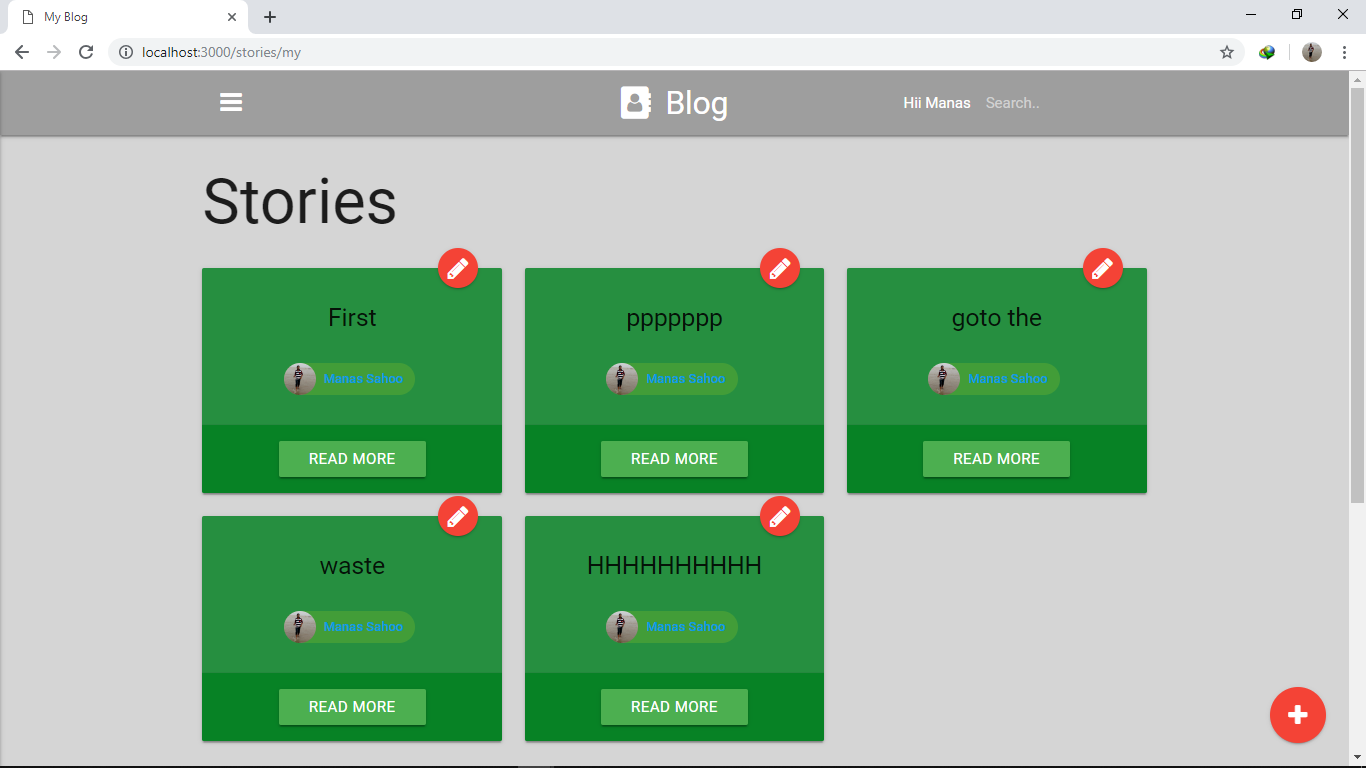 My Blog
localhost:3000/stories/my
Blog
Hii Manas
Search..
Stories
First
ppppppp
goto the
Manas Sahoo
Manas Sahoo
Manas Sahoo
READ MORE
READ MORE
READ MORE
waste
HHHHHHHHHH
Manas Sahoo
Manas Sahoo
READ MORE
READ MORE